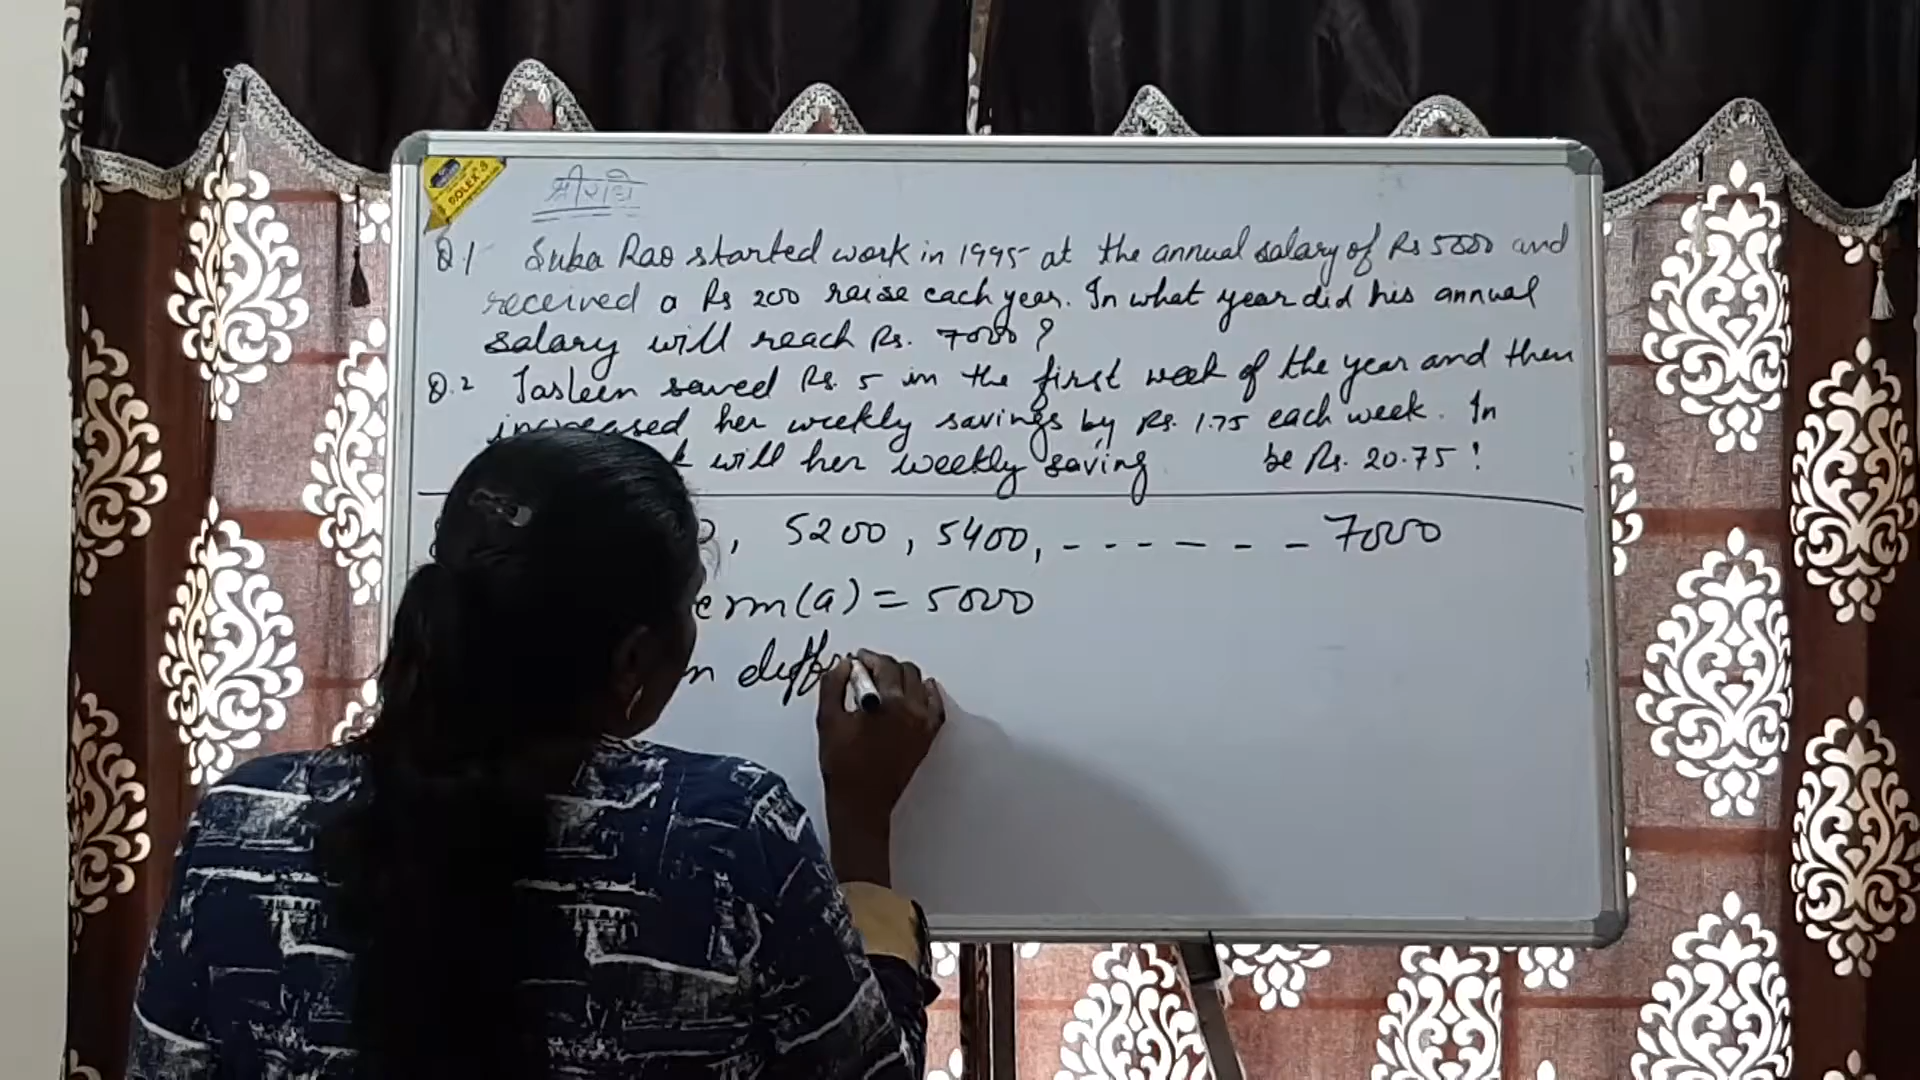 श्री राधे
Q.1 Suba Rao started work in 1995 at the annual salary of Rs 5000 and
received a Rs 200 raise each year. In what year did his annual
salary will reach Rs. 7000?
Q.2 Jasleen saved Rs. 5 in the first week of the year and then
increased her weekly savings by Rs. 1.75 each week. In
will her weekly saving be Rs. 20.75!
, 5200, 5400, - - - - - - - 7000
erm(a) = 5000
n diff